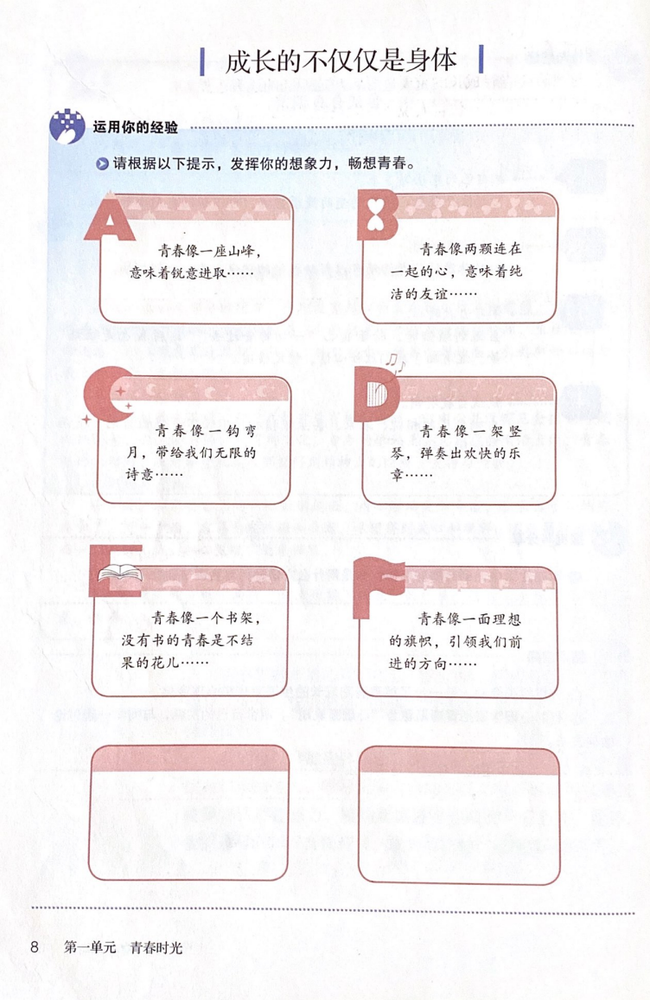 成长的不仅仅是身体
运用你的经验
请根据以下提示，发挥你的想象力，畅想青春。
A
青春像一座山峰，
意味着锐意进取……
B
青春像两颗连在
一起的心，意味着纯
洁的友谊……
C
青春像一钩弯
月，带给我们无限的
诗意……
D
青春像一架竖
琴，弹奏出欢快的乐
章……
E
青春像一个书架，
没有书的青春是不结
果的花儿……
F
青春像一面理想
的旗帜，引领我们前
进的方向……
8 第一单元 青春时光